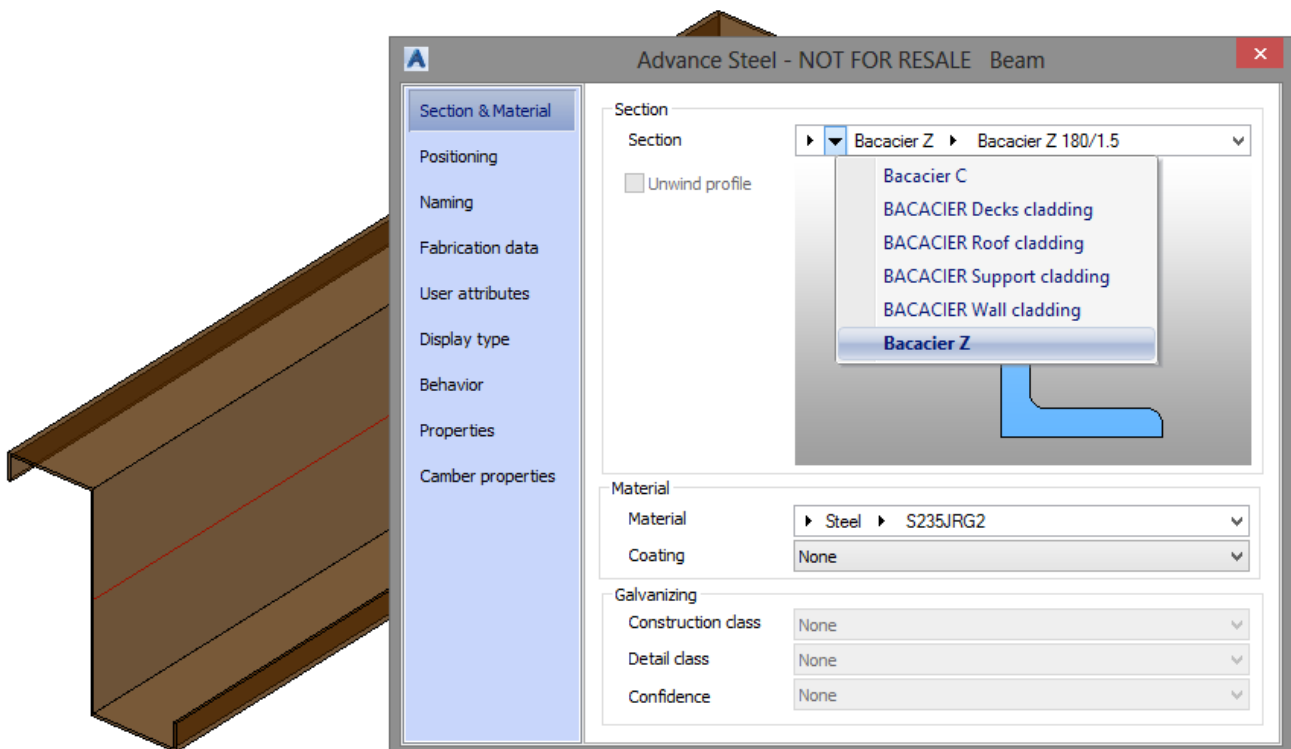 Advance Steel - NOT FOR RESALE Beam
Section & Material
Positioning
Naming
Fabrication data
User attributes
Display type
Behavior
Properties
Camber properties
Section
Section
Bacacier Z Bacacier Z 180/1.5
Unwind profile
Bacacier C
BACACIER Decks cladding
BACACIER Roof cladding
BACACIER Support cladding
BACACIER Wall cladding
Bacacier Z
Material
Material Steel S235JRG2
Coating None
Galvanizing
Construction class None
Detail class None
Confidence None